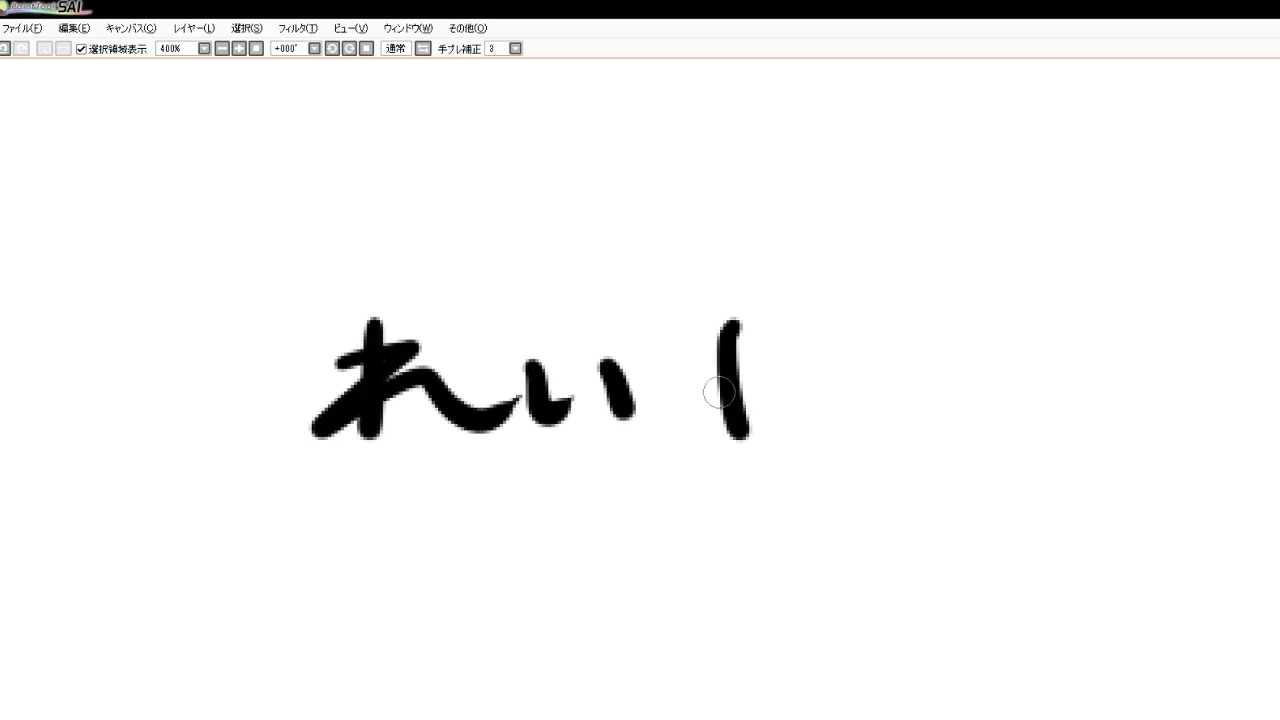 PaintTool SAI
ファイル(F) 編集(E) キャンバス(C) レイヤー(L) 選択(S) フィルタ(T) ビュー(V) ウィンドウ(W) その他(O)
選択領域表示 400% +000° 通常 手ブレ補正 3
れい